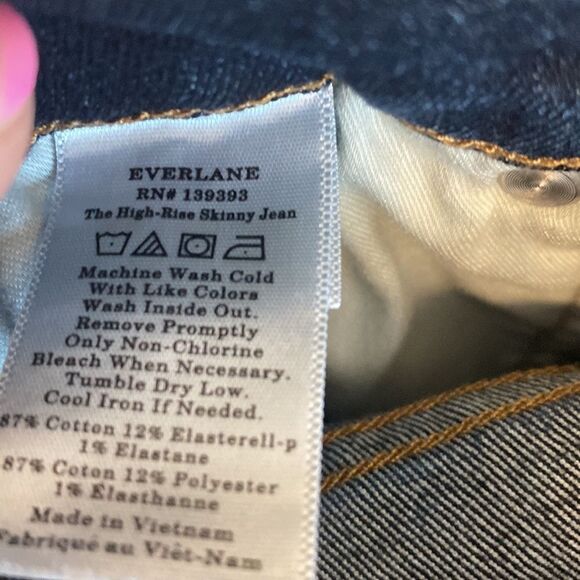 EVERLANE
RN# 139393
The High-Rise Skinny Jean
Machine Wash Cold
With Like Colors
Wash Inside Out.
Remove Promptly
Only Non-Chlorine
Bleach When Necessary.
Tumble Dry Low.
Cool Iron If Needed.
87% Cotton 12% Elasterell-p
1% Elastane
87% Coton 12% Polyester
1% Élasthanne
Made in Vietnam
Fabriqué au Viêt-Nam